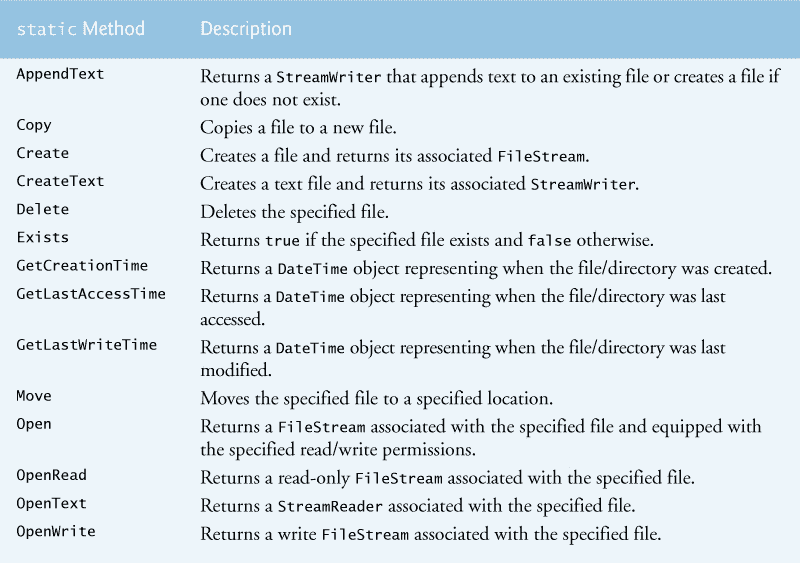 static Method Description
AppendText Returns a StreamWriter that appends text to an existing file or creates a file if
one does not exist.
Copy Copies a file to a new file.
Create Creates a file and returns its associated FileStream.
CreateText Creates a text file and returns its associated StreamWriter.
Delete Deletes the specified file.
Exists Returns true if the specified file exists and false otherwise.
GetCreationTime Returns a DateTime object representing when the file/directory was created.
GetLastAccessTime Returns a DateTime object representing when the file/directory was last
accessed.
GetLastWriteTime Returns a DateTime object representing when the file/directory was last
modified.
Move Moves the specified file to a specified location.
Open Returns a FileStream associated with the specified file and equipped with
the specified read/write permissions.
OpenRead Returns a read-only FileStream associated with the specified file.
OpenText Returns a StreamReader associated with the specified file.
OpenWrite Returns a write FileStream associated with the specified file.